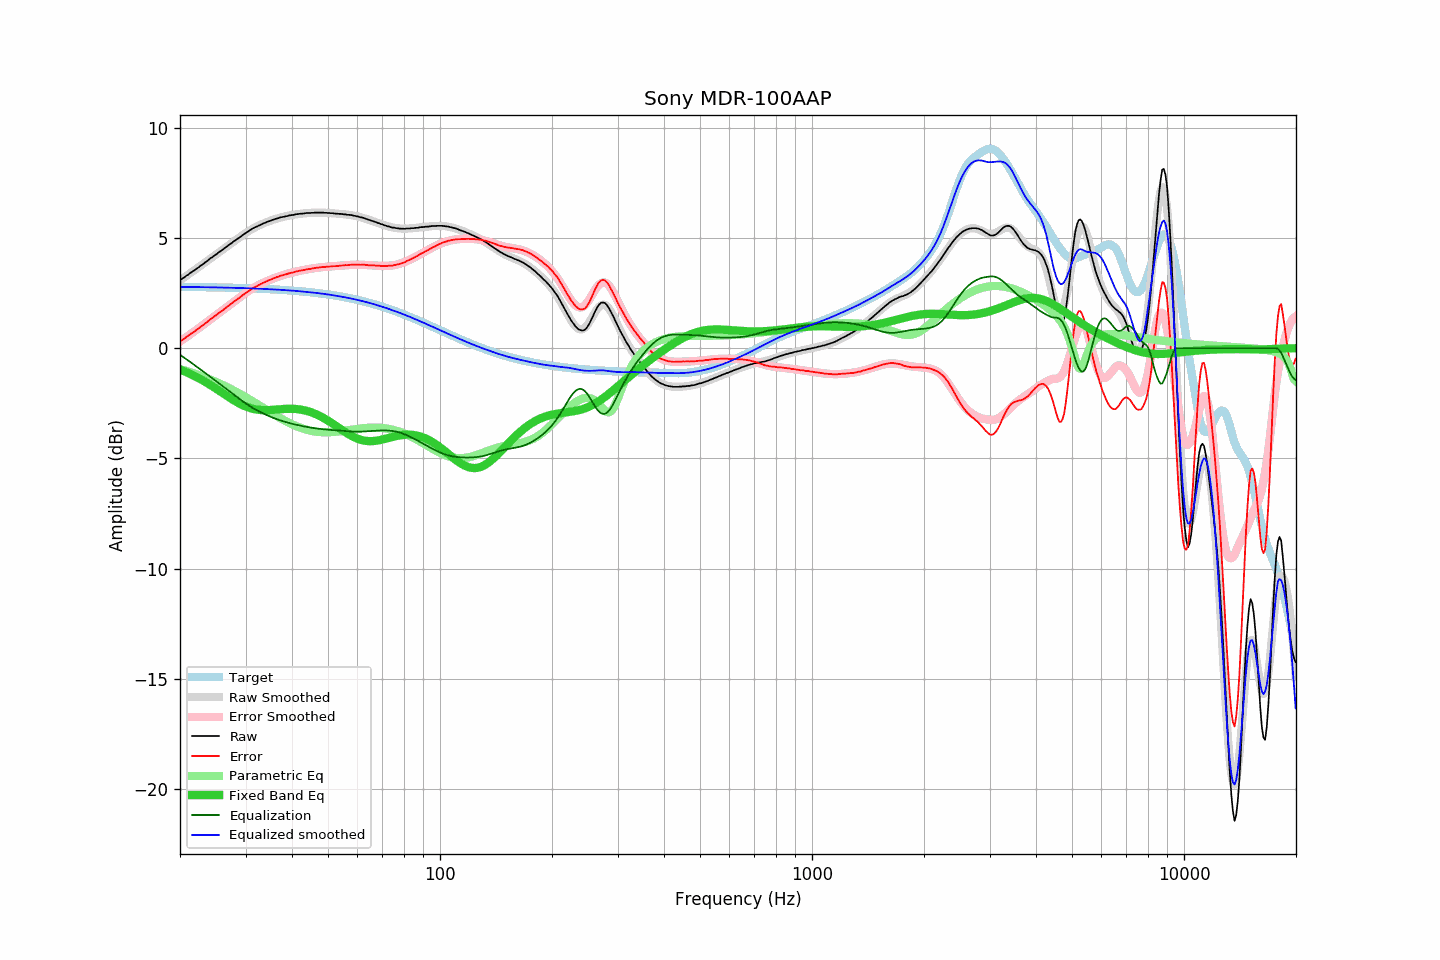 Sony MDR-100AAP
10
5
0
−5
−10
−15
−20
Amplitude (dBr)
Target
Raw Smoothed
Error Smoothed
Raw
Error
Parametric Eq
Fixed Band Eq
Equalization
Equalized smoothed
100
1000
10000
Frequency (Hz)